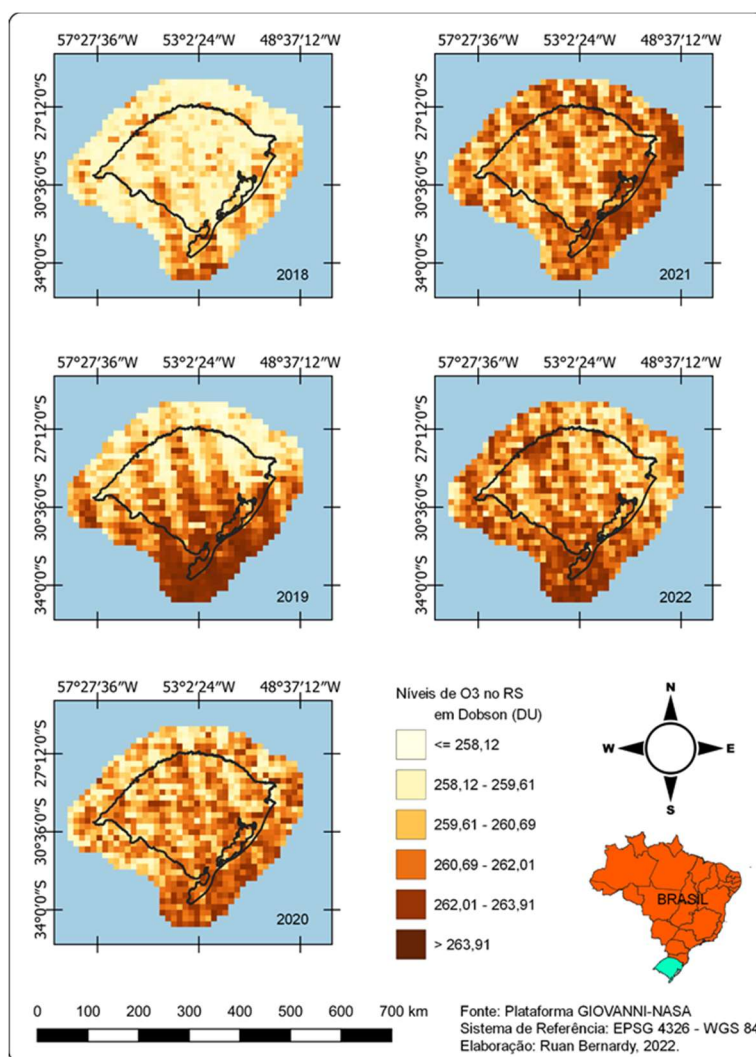 57°27'36"W 53°2'24" 48°37'12"W
57°27'36"W 53°2'24"W 48°37'12"W
27°12'0"S
30°36'0"S
34°0'0"S
2018
27°12'0"S
30°36'0"S
34°0'0"S
2021
57°27'36"W 53°2'24"W 48°37'12"W
57°27'36"W 53°2'24"W 48°37'12"W
27°12'0"S
30°36'0"S
34°0'0"S
2019
27°12'0"S
30°36'0"S
34°0'0"S
2022
57°27'36"W 53°2'24"W 48°37'12"W
27°12'0"S
30°36'0"S
34°0'0"S
2020
Níveis de O3 no RS
em Dobson (DU)
<= 258,12
258,12 - 259,61
259,61 - 260,69
260,69 - 262,01
262,01 - 263,91
> 263,91
N
W E
S
BRASIL
0 100 200 300 400 500 600 700 km
Fonte: Plataforma GIOVANNI-NASA
Sistema de Referência: EPSG 4326 - WGS 84
Elaboração: Ruan Bernardy, 2022.